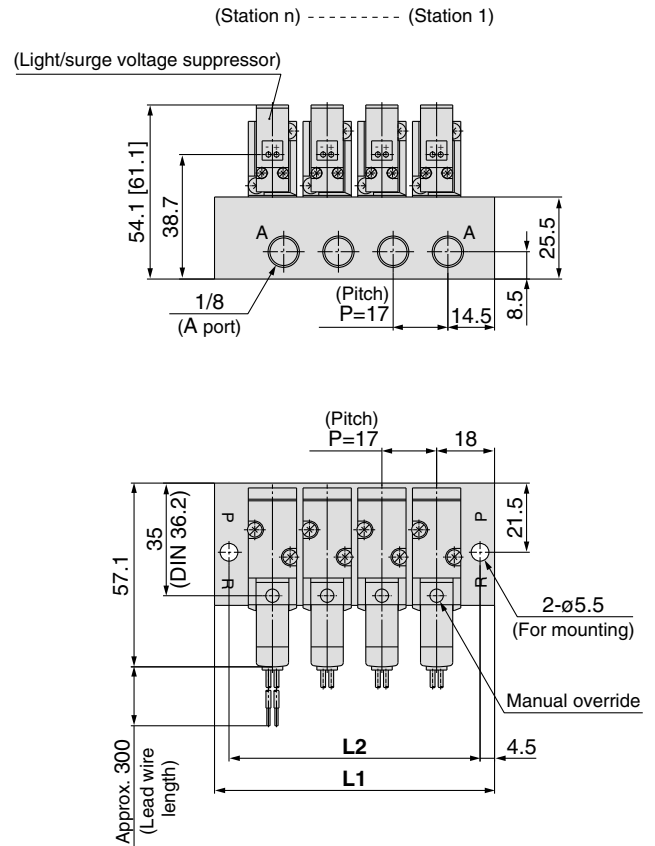 (Station n) -------- (Station 1)
(Light/surge voltage suppressor)
54.1 [61.1]
38.7
- +
- +
- +
- +
A
A
25.5
8.5
1/8
(A port)
(Pitch)
P=17
14.5
(Pitch)
P=17
18
57.1
35
(DIN 36.2)
P
R
P
R
21.5
2-ø5.5
(For mounting)
Manual override
Approx. 300
(Lead wire
length)
L2
4.5
L1